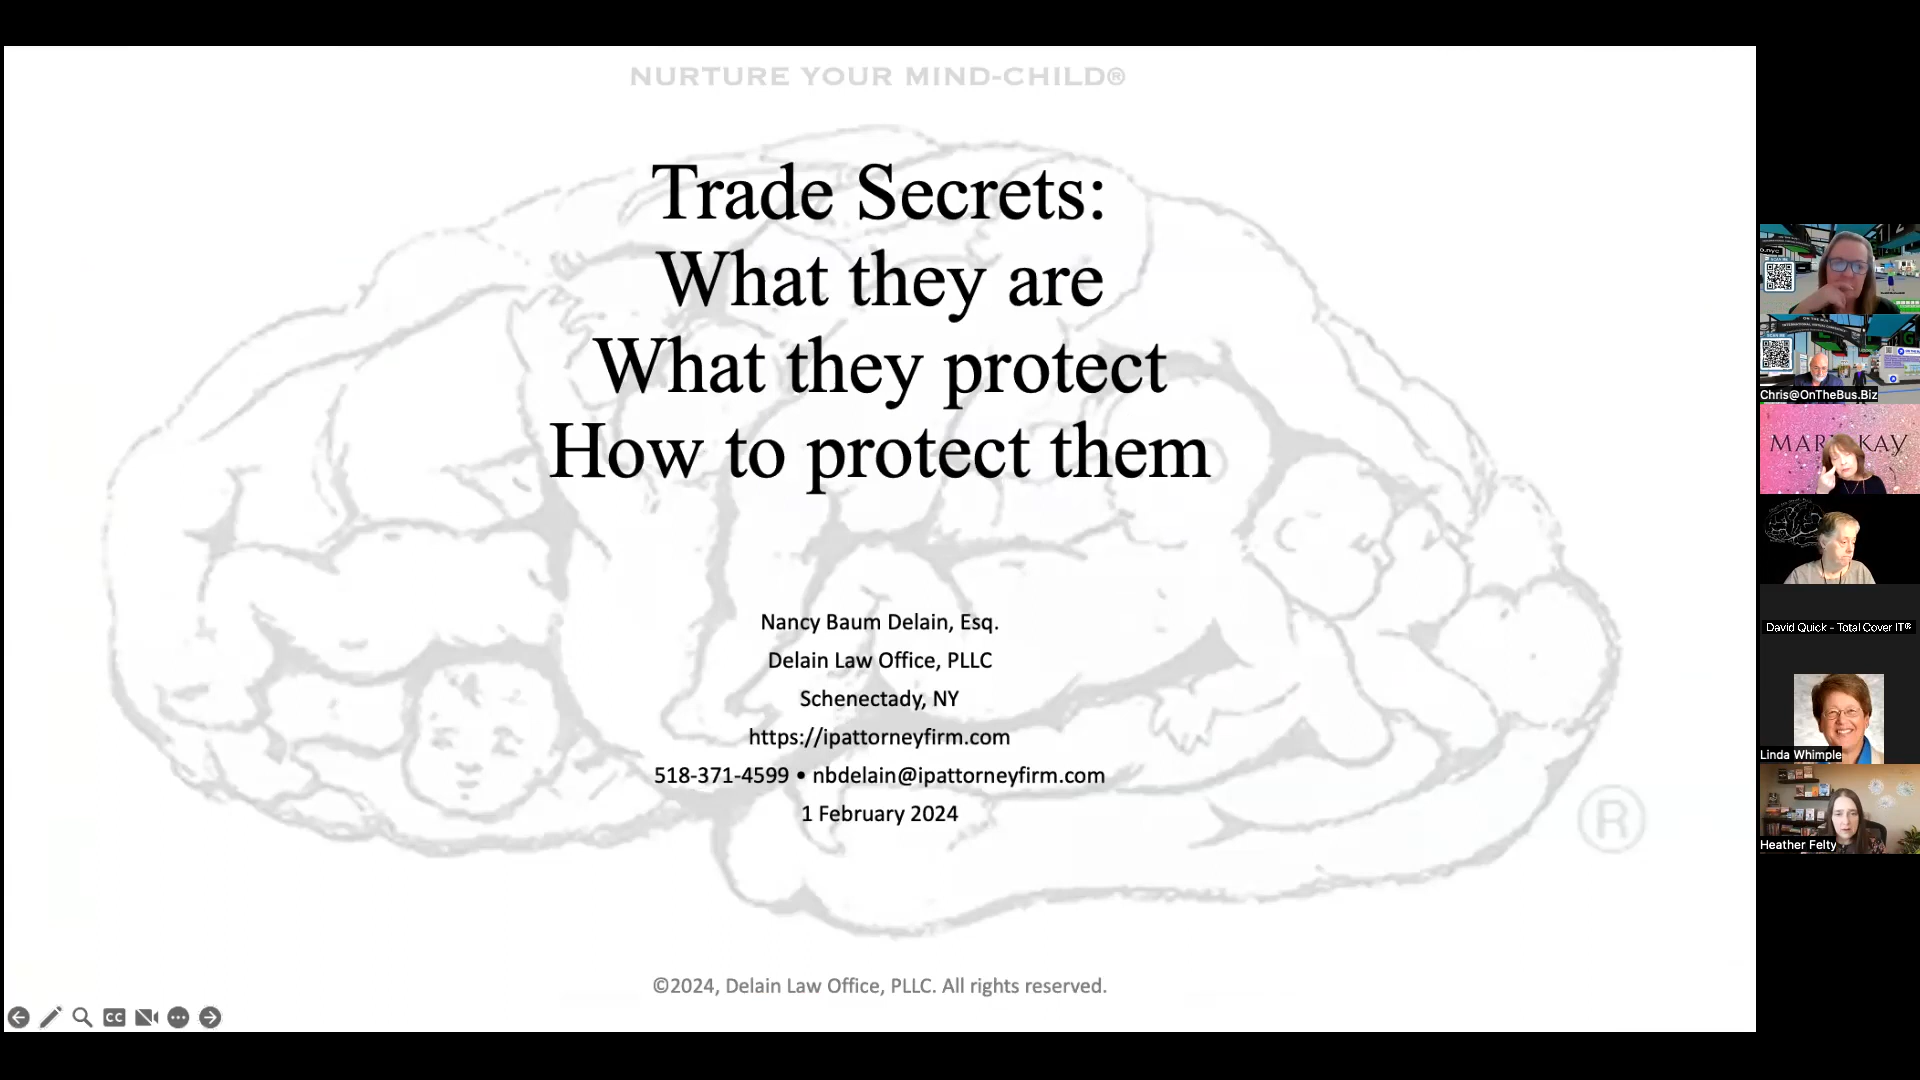 NURTURE YOUR MIND-CHILD®
Trade Secrets:
What they are
What they protect
How to protect them
Nancy Baum Delain, Esq.
Delain Law Office, PLLC
Schenectady, NY
https://ipattorneyfirm.com
518-371-4599 • nbdelain@ipattorneyfirm.com
1 February 2024
®
©2024, Delain Law Office, PLLC. All rights reserved.
CC
SCAN ME
Chris@OnTheBus.Biz
MARY KAY
David Quick - Total Cover IT®
Linda Whimple
Heather Felty